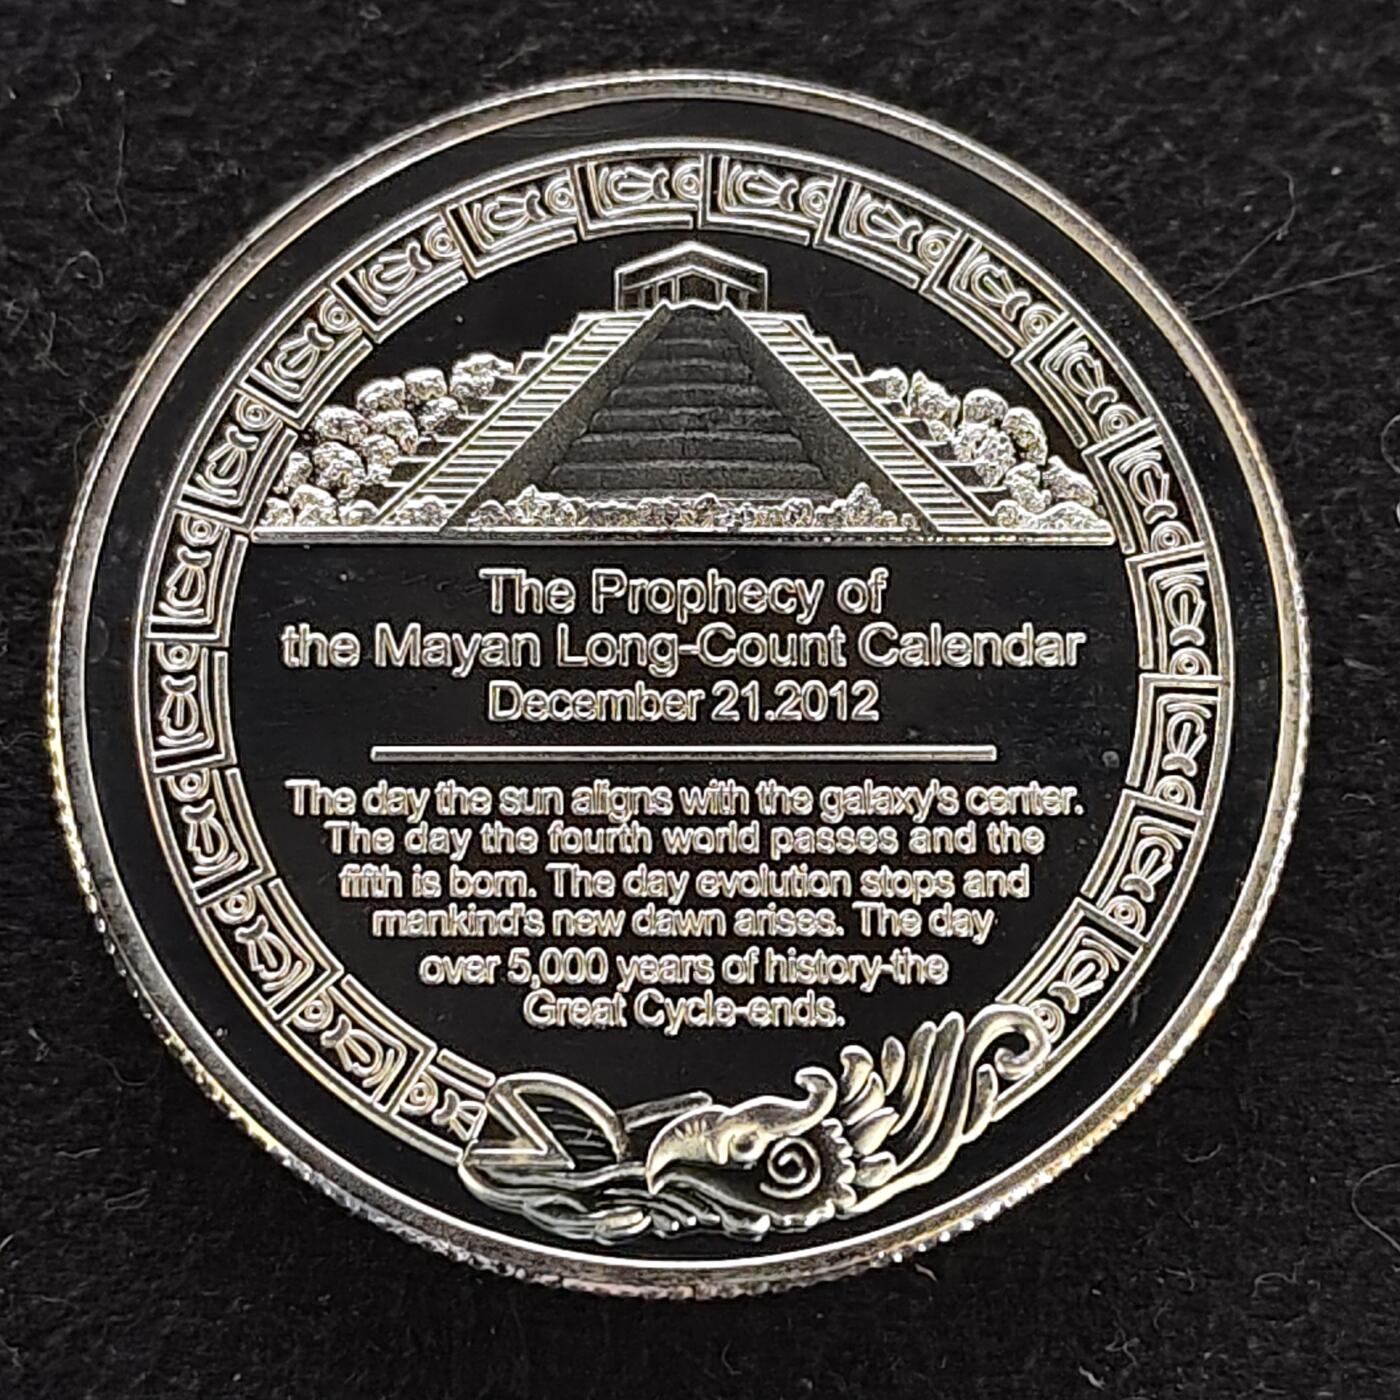 The Prophecy of
the Mayan Long-Count Calendar
December 21.2012
The day the sun aligns with the galaxy's center.
The day the fourth world passes and the
fifth is born. The day evolution stops and
mankind's new dawn arises. The day
over 5,000 years of history-the
Great Cycle-ends.